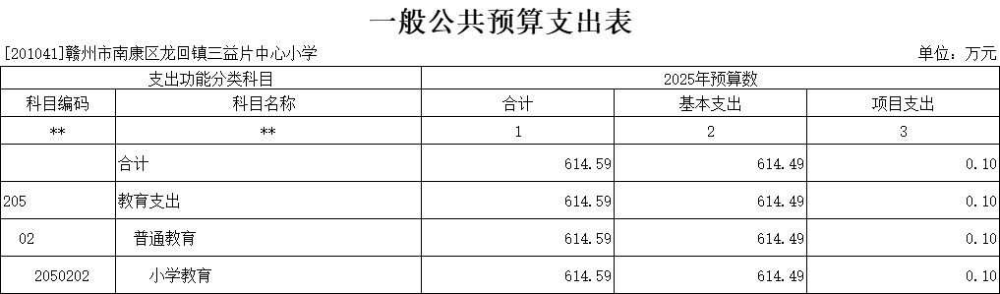 一般公共预算支出表
[201041]赣州市南康区龙回镇三益片中心小学 单位：万元
支出功能分类科目 2025年预算数
科目编码 科目名称 合计 基本支出 项目支出
** ** 1 2 3
合计 614.59 614.49 0.10
205 教育支出 614.59 614.49 0.10
02 普通教育 614.59 614.49 0.10
2050202 小学教育 614.59 614.49 0.10